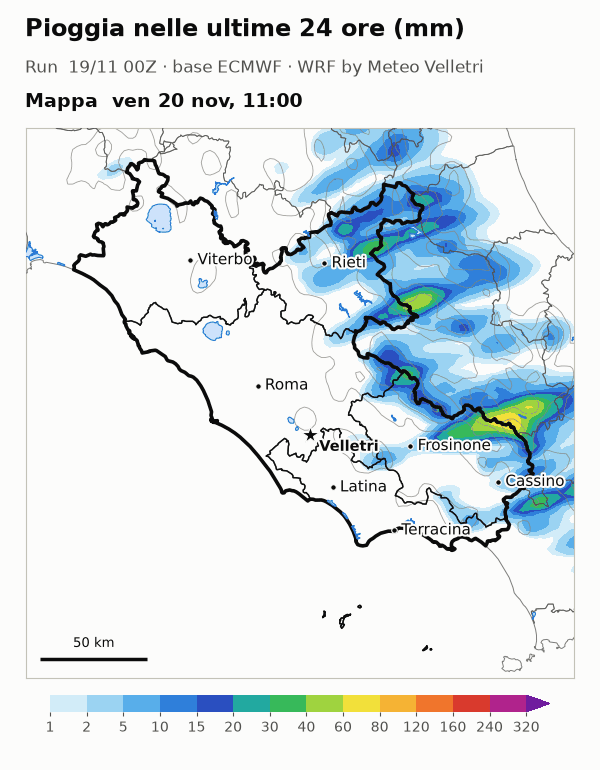 Pioggia nelle ultime 24 ore (mm)
Run  19/11 00Z · base ECMWF · WRF by Meteo Velletri
Mappa  ven 20 nov, 11:00
Viterbo
Rieti
Roma
Velletri
Frosinone
Latina
Cassino
Terracina
50 km
1 2 5 10 15 20 30 40 60 80 120 160 240 320